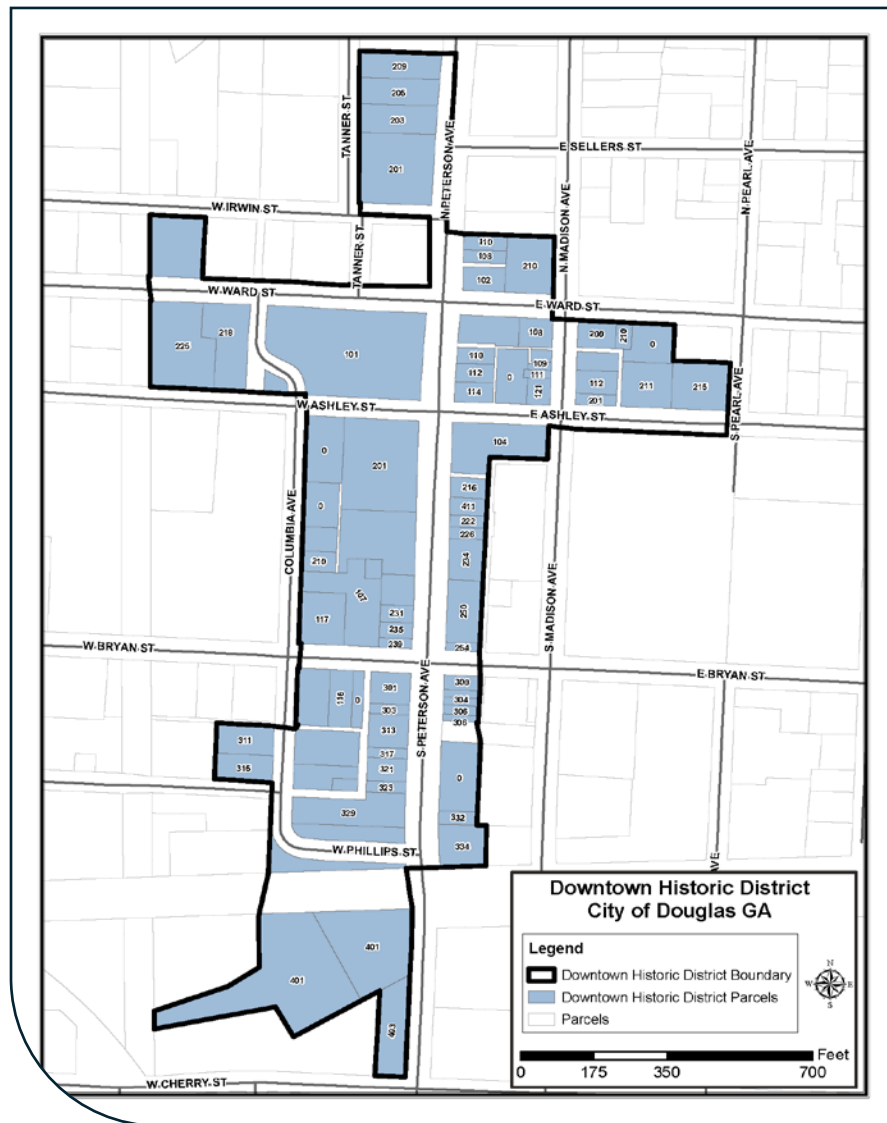 209
205
203
201
TANNER ST
N PETERSON AVE
E SELLERS ST
N MADISON AVE
N PEARL AVE
W IRWIN ST
TANNER ST
110
108
102
210
W WARD ST
E WARD ST
225
218
101
108
200
210
0
110
112
114
0
109
111
121
112
201
211
215
W ASHLEY ST
E ASHLEY ST
S PEARL AVE
104
0
201
0
210
216
411
222
226
234
COLUMBIA AVE
107
117
231
235
239
250
254
S MADISON AVE
W BRYAN ST
E BRYAN ST
S PETERSON AVE
116
0
301
303
313
317
321
323
329
300
304
306
308
311
315
0
332
334
W PHILLIPS ST
AVE
401
401
403
W CHERRY ST
Downtown Historic District
City of Douglas GA
Legend
Downtown Historic District Boundary
Downtown Historic District Parcels
Parcels
N
W E
S
Feet
0 175 350 700